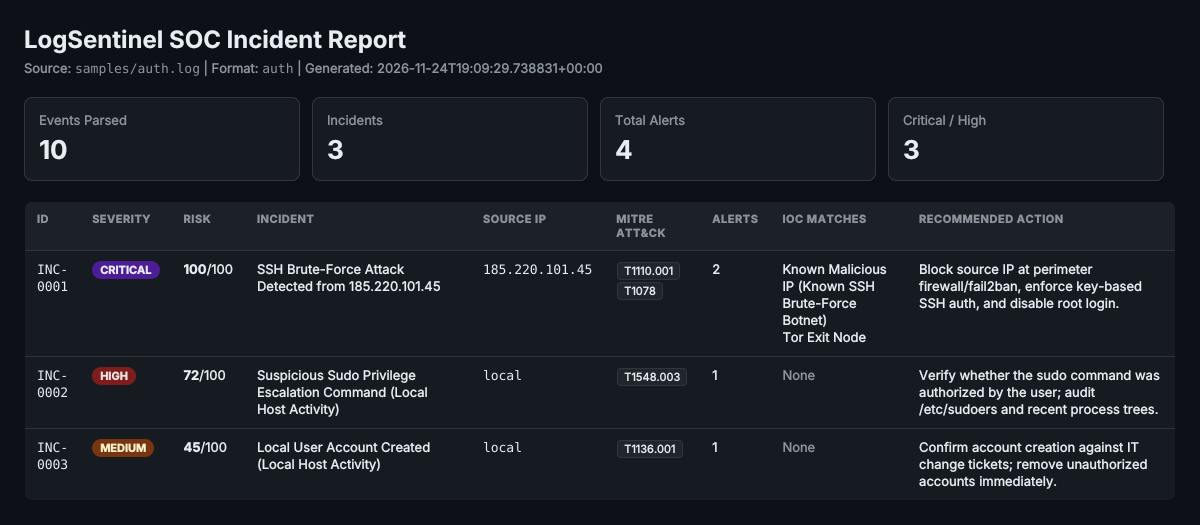 LogSentinel SOC Incident Report
Source: samples/auth.log | Format: auth | Generated: 2026-11-24T19:09:29.738831+00:00
Events Parsed
10
Incidents
3
Total Alerts
4
Critical / High
3
ID SEVERITY RISK INCIDENT SOURCE IP MITRE ATT&CK ALERTS IOC MATCHES RECOMMENDED ACTION
INC-
0001
CRITICAL
100/100
SSH Brute-Force Attack
Detected from 185.220.101.45
185.220.101.45
T1110.001
T1078
2
Known Malicious
IP (Known SSH
Brute-Force
Botnet)
Tor Exit Node
Block source IP at perimeter
firewall/fail2ban, enforce key-based
SSH auth, and disable root login.
INC-
0002
HIGH
72/100
Suspicious Sudo Privilege
Escalation Command (Local
Host Activity)
local
T1548.003
1
None
Verify whether the sudo command was
authorized by the user; audit
/etc/sudoers and recent process trees.
INC-
0003
MEDIUM
45/100
Local User Account Created
(Local Host Activity)
local
T1136.001
1
None
Confirm account creation against IT
change tickets; remove unauthorized
accounts immediately.